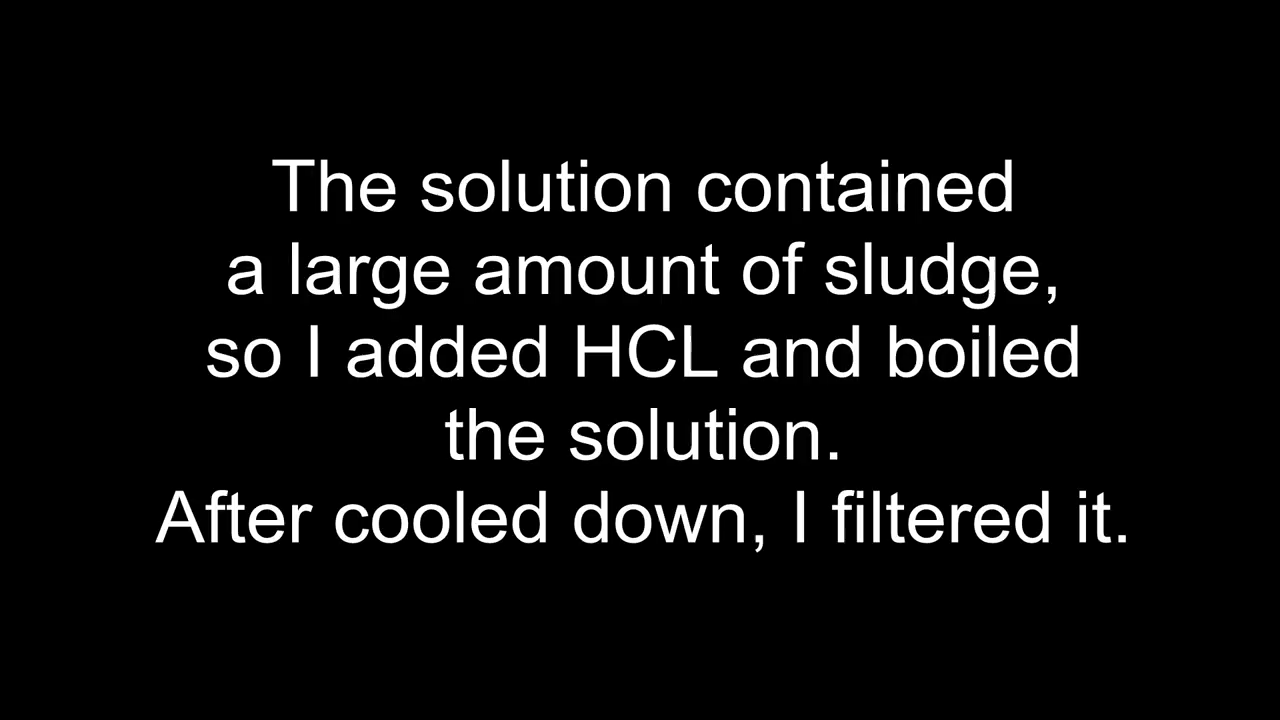 The solution contained
a large amount of sludge,
so I added HCL and boiled
the solution.
After cooled down, I filtered it.